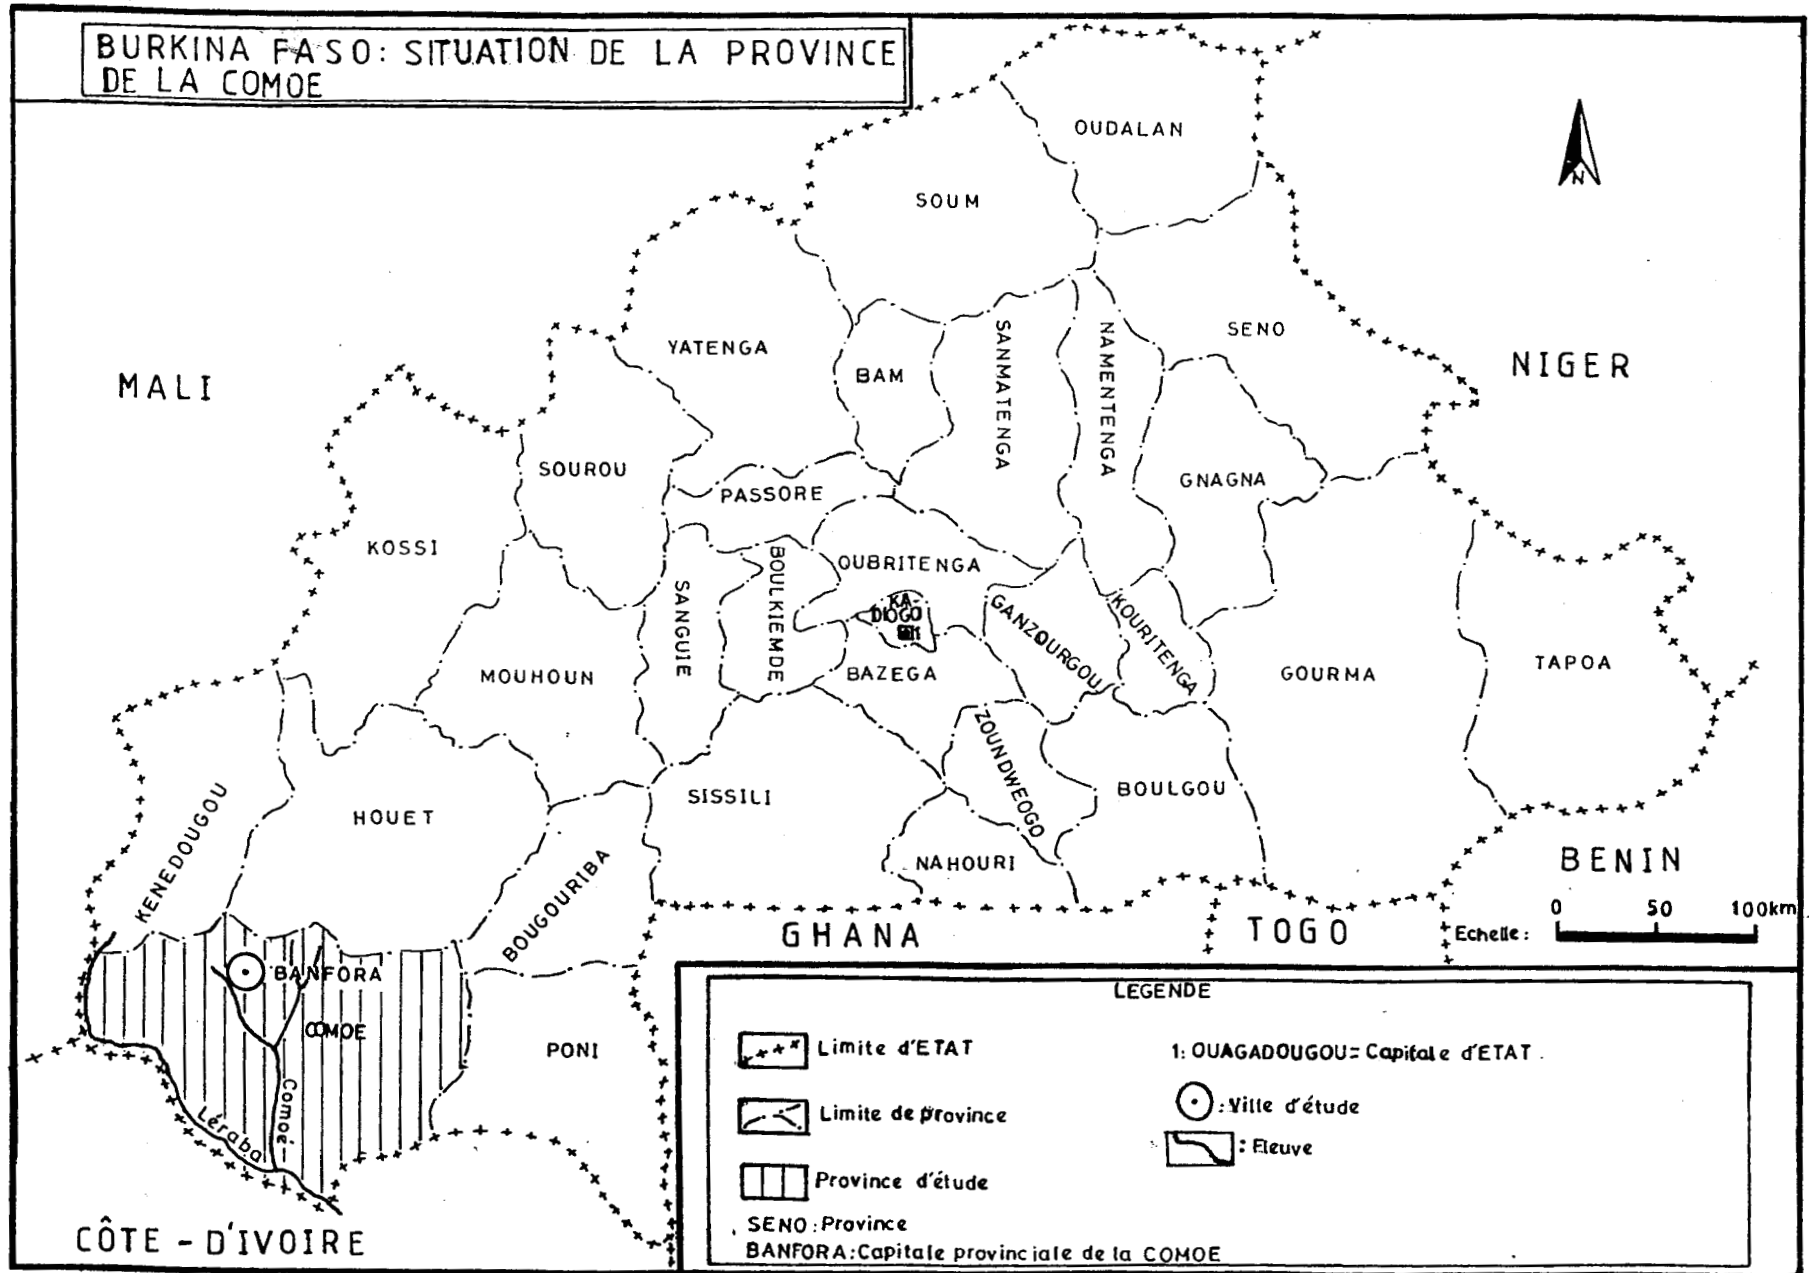 BURKINA FASO: SITUATION DE LA PROVINCE
DE LA COMOE
N
OUDALAN
SOUM
SENO
NIGER
YATENGA
BAM
SANMATENGA
NAMENTENGA
MALI
SOUROU
PASSORE
GNAGNA
KOSSI
OUBRITENGA
BOULKIEMDE
SANGUIE
KA-
DIOGO
1
GANZOURGOU
KOURITENGA
MOUHOUN
BAZEGA
GOURMA
TAPOA
ZOUNDWEOGO
KENEDOUGOU
HOUET
SISSILI
BOULGOU
NAHOURI
BOUGOURIBA
BENIN
GHANA
TOGO
Echelle:
0 50 100km
BANFORA
COMOE
PONI
Comoé
Léraba
CÔTE - D'IVOIRE
LEGENDE
Limite d'ETAT
Limite de province
Province d'étude
SENO: Province
BANFORA: Capitale provinciale de la COMOE
1: OUAGADOUGOU= Capitale d'ETAT.
: Ville d'étude
: Fleuve